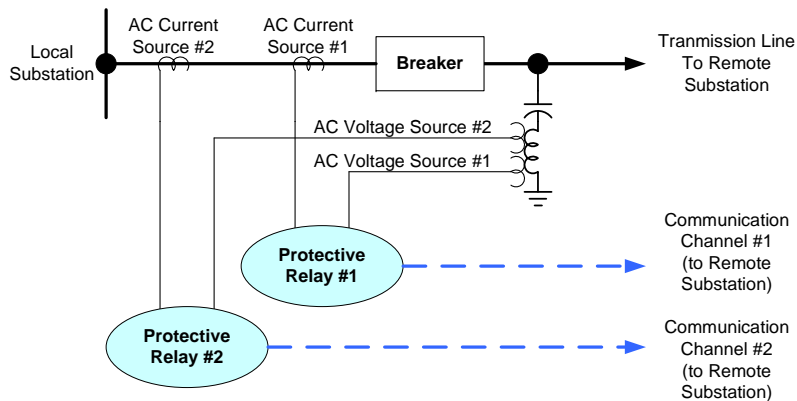 AC Current
Source #2
AC Current
Source #1
Local
Substation
Breaker
Tranmission Line
To Remote
Substation
AC Voltage Source #2
AC Voltage Source #1
Protective
Relay #1
Communication
Channel #1
(to Remote
Substation)
Protective
Relay #2
Communication
Channel #2
(to Remote
Substation)